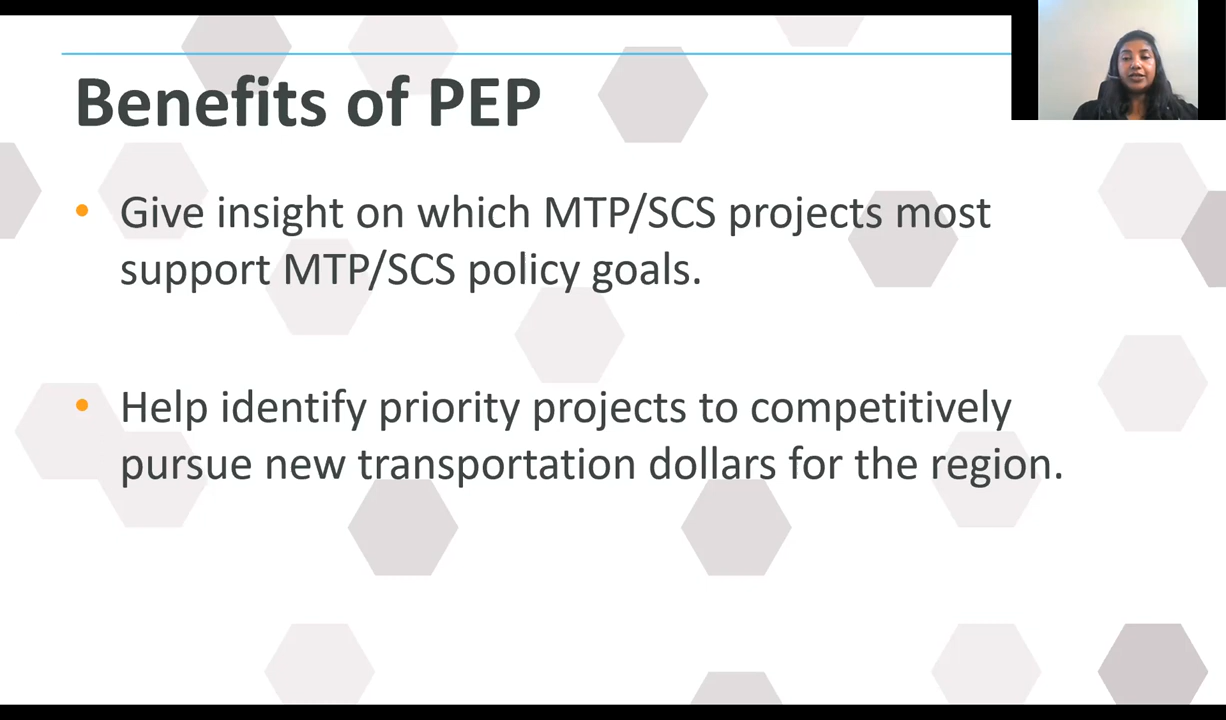 Benefits of PEP
• Give insight on which MTP/SCS projects most
support MTP/SCS policy goals.
• Help identify priority projects to competitively
pursue new transportation dollars for the region.